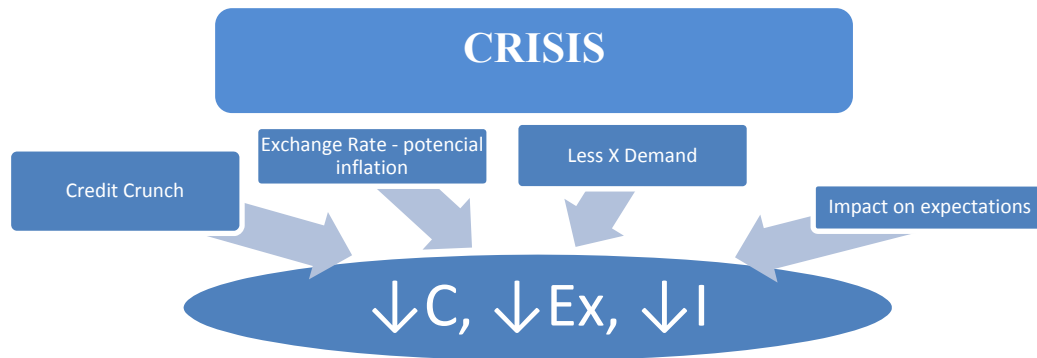 CRISIS
Exchange Rate - potencial
inflation
Less X Demand
Credit Crunch
Impact on expectations
↓C, ↓Ex, ↓I